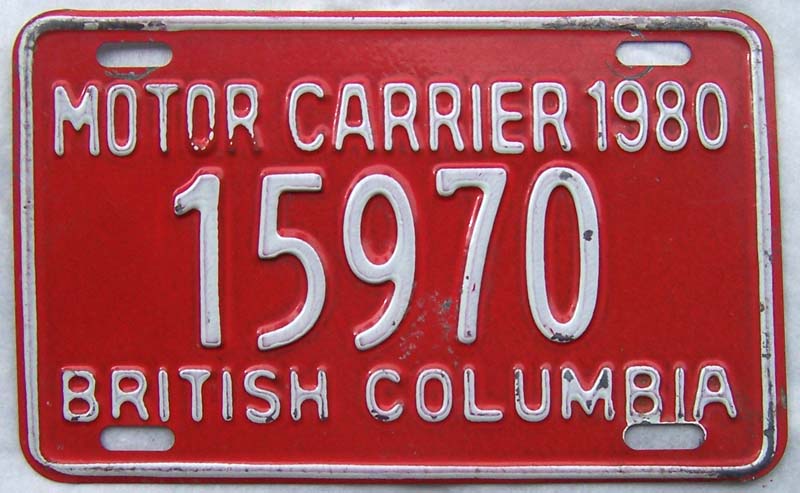 MOTOR CARRIER 1980
15970
BRITISH COLUMBIA